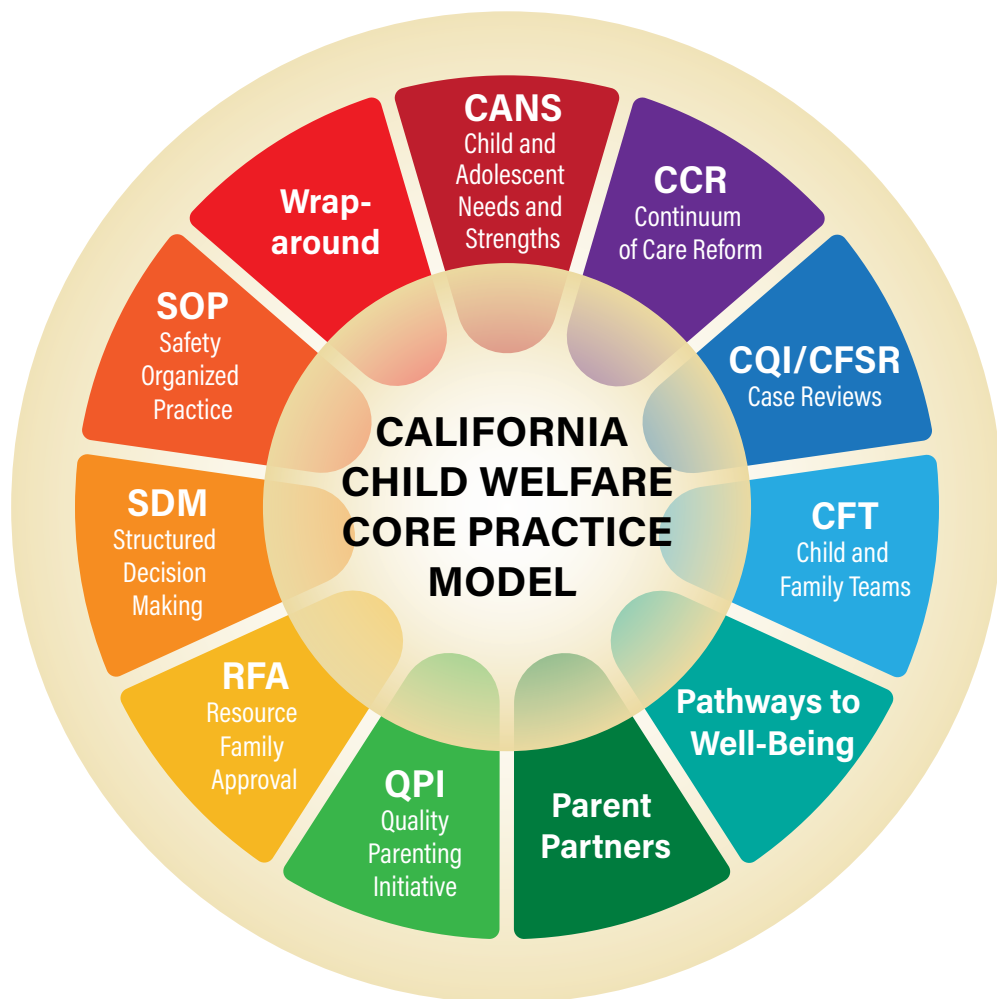 CANS
Child and
Adolescent
Needs and
Strengths
CCR
Continuum
of Care Reform
CQI/CFSR
Case Reviews
CFT
Child and
Family Teams
Pathways to
Well-Being
Parent
Partners
QPI
Quality
Parenting
Initiative
RFA
Resource
Family
Approval
SDM
Structured
Decision
Making
SOP
Safety
Organized
Practice
Wrap-
around
CALIFORNIA
CHILD WELFARE
CORE PRACTICE
MODEL